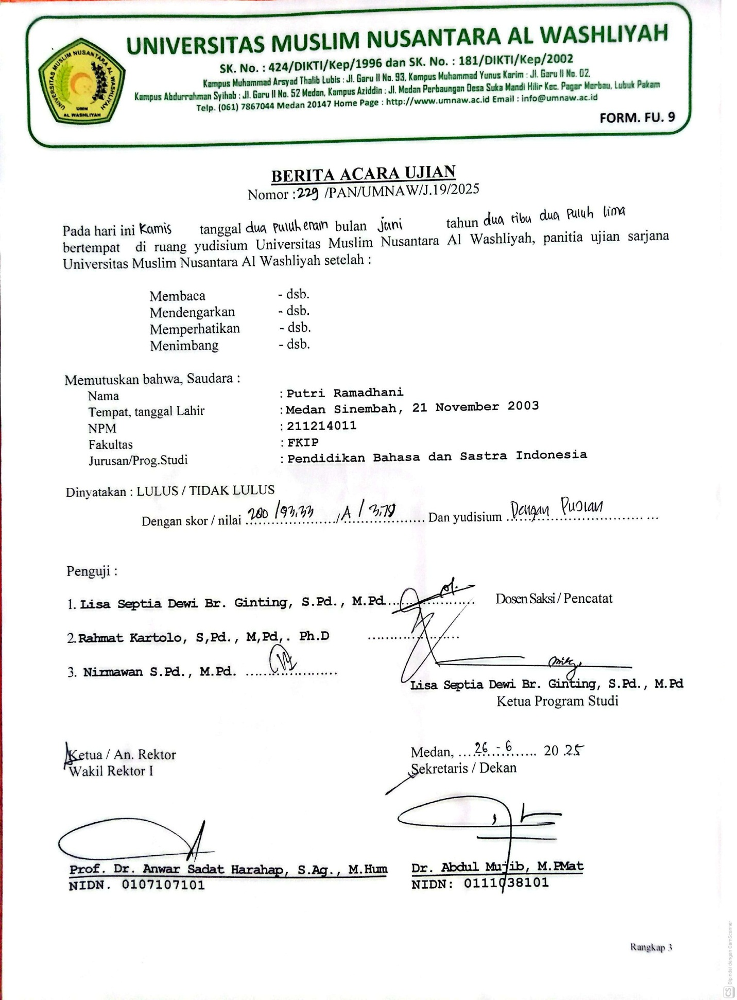 UNIVERSITAS MUSLIM NUSANTARA AL WASHLIYAH
UMN
AL WASHLIYAH
UNIVERSITAS MUSLIM NUSANTARA AL WASHLIYAH
SK. No. : 424/DIKTI/Kep/1996 dan SK. No. : 181/DIKTI/Kep/2002
Kampus Muhammad Arsyad Thalib Lubis : Jl. Garu II No. 93, Kampus Muhammad Yunus Karim : Jl. Garu II No. 02,
Kampus Abdurrahman Syihab : Jl. Garu II No. 52 Medan, Kampus Aziddin : Jl. Medan Perbaungan Desa Suka Mandi Hilir Kec. Pagar Merbau, Lubuk Pakam
Telp. (061) 7867044 Medan 20147 Home Page : http://www.umnaw.ac.id Email : info@umnaw.ac.id
FORM. FU. 9
BERITA ACARA UJIAN
Nomor : 229 /PAN/UMNAW/J.19/2025
Pada hari ini Kamis tanggal dua puluh enam bulan juni tahun dua ribu dua puluh lima
bertempat di ruang yudisium Universitas Muslim Nusantara Al Washliyah, panitia ujian sarjana
Universitas Muslim Nusantara Al Washliyah setelah :
Membaca - dsb.
Mendengarkan - dsb.
Memperhatikan - dsb.
Menimbang - dsb.
Memutuskan bahwa, Saudara :
Nama : Putri Ramadhani
Tempat, tanggal Lahir : Medan Sinembah, 21 November 2003
NPM : 211214011
Fakultas : FKIP
Jurusan/Prog.Studi : Pendidikan Bahasa dan Sastra Indonesia
Dinyatakan : LULUS / TIDAK LULUS
Dengan skor / nilai 280 /93.33 / A / 3.79 Dan yudisium Dengan Pujian
Penguji :
1. Lisa Septia Dewi Br. Ginting, S.Pd., M.Pd.... Dosen Saksi / Pencatat
2. Rahmat Kartolo, S,Pd., M,Pd,. Ph.D ....................
3. Nirmawan S.Pd., M.Pd. ....................
Lisa Septia Dewi Br. Ginting, S.Pd., M.Pd
Ketua Program Studi
Ketua / An. Rektor
Wakil Rektor I
Medan, 26 - 6 20.25
Sekretaris / Dekan
Prof. Dr. Anwar Sadat Harahap, S.Ag., M.Hum
NIDN. 0107107101
Dr. Abdul Mujib, M.PMat
NIDN: 0111038101
Rangkap 3
CS Dipindai dengan CamScanner